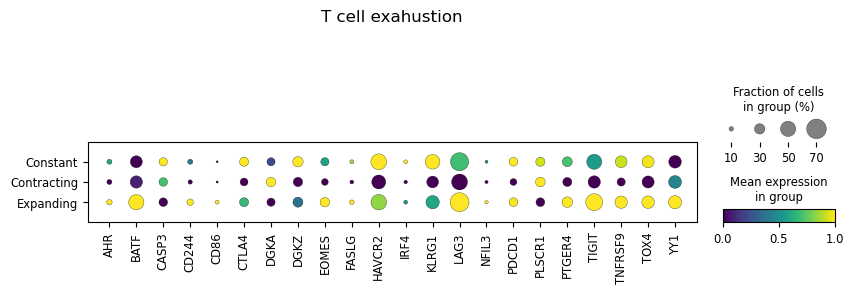 T cell exahustion
Constant
Contracting
Expanding
AHR
BATF
CASP3
CD244
CD86
CTLA4
DGKA
DGKZ
EOMES
FASLG
HAVCR2
IRF4
KLRG1
LAG3
NFIL3
PDCD1
PLSCR1
PTGER4
TIGIT
TNFRSF9
TOX4
YY1
Fraction of cells
in group (%)
10 30 50 70
Mean expression
in group
0.0 0.5 1.0